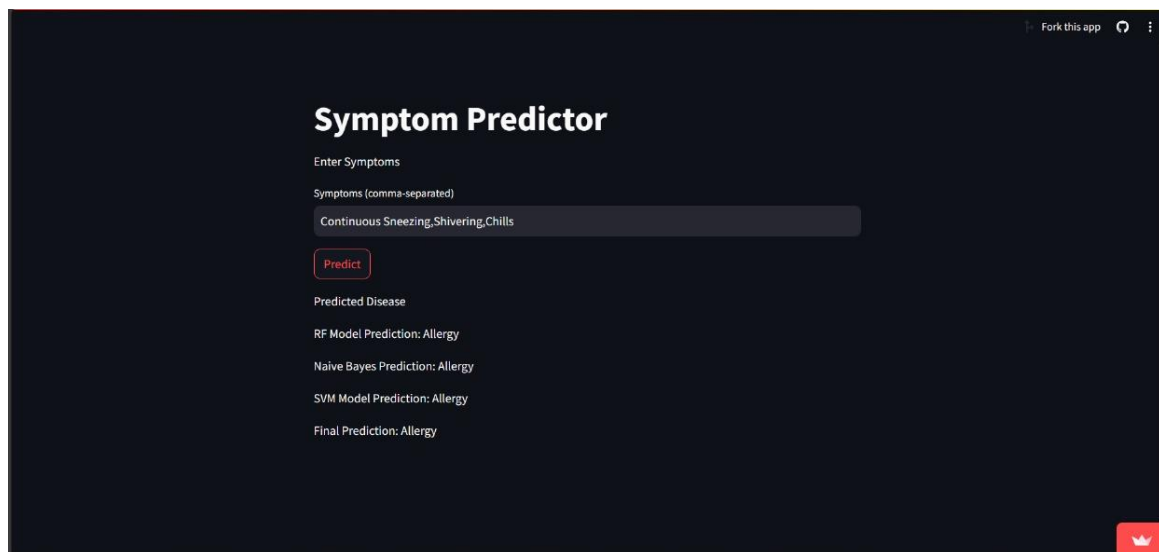 Fork this app
Symptom Predictor
Enter Symptoms
Symptoms (comma-separated)
Continuous Sneezing,Shivering,Chills
Predict
Predicted Disease
RF Model Prediction: Allergy
Naive Bayes Prediction: Allergy
SVM Model Prediction: Allergy
Final Prediction: Allergy